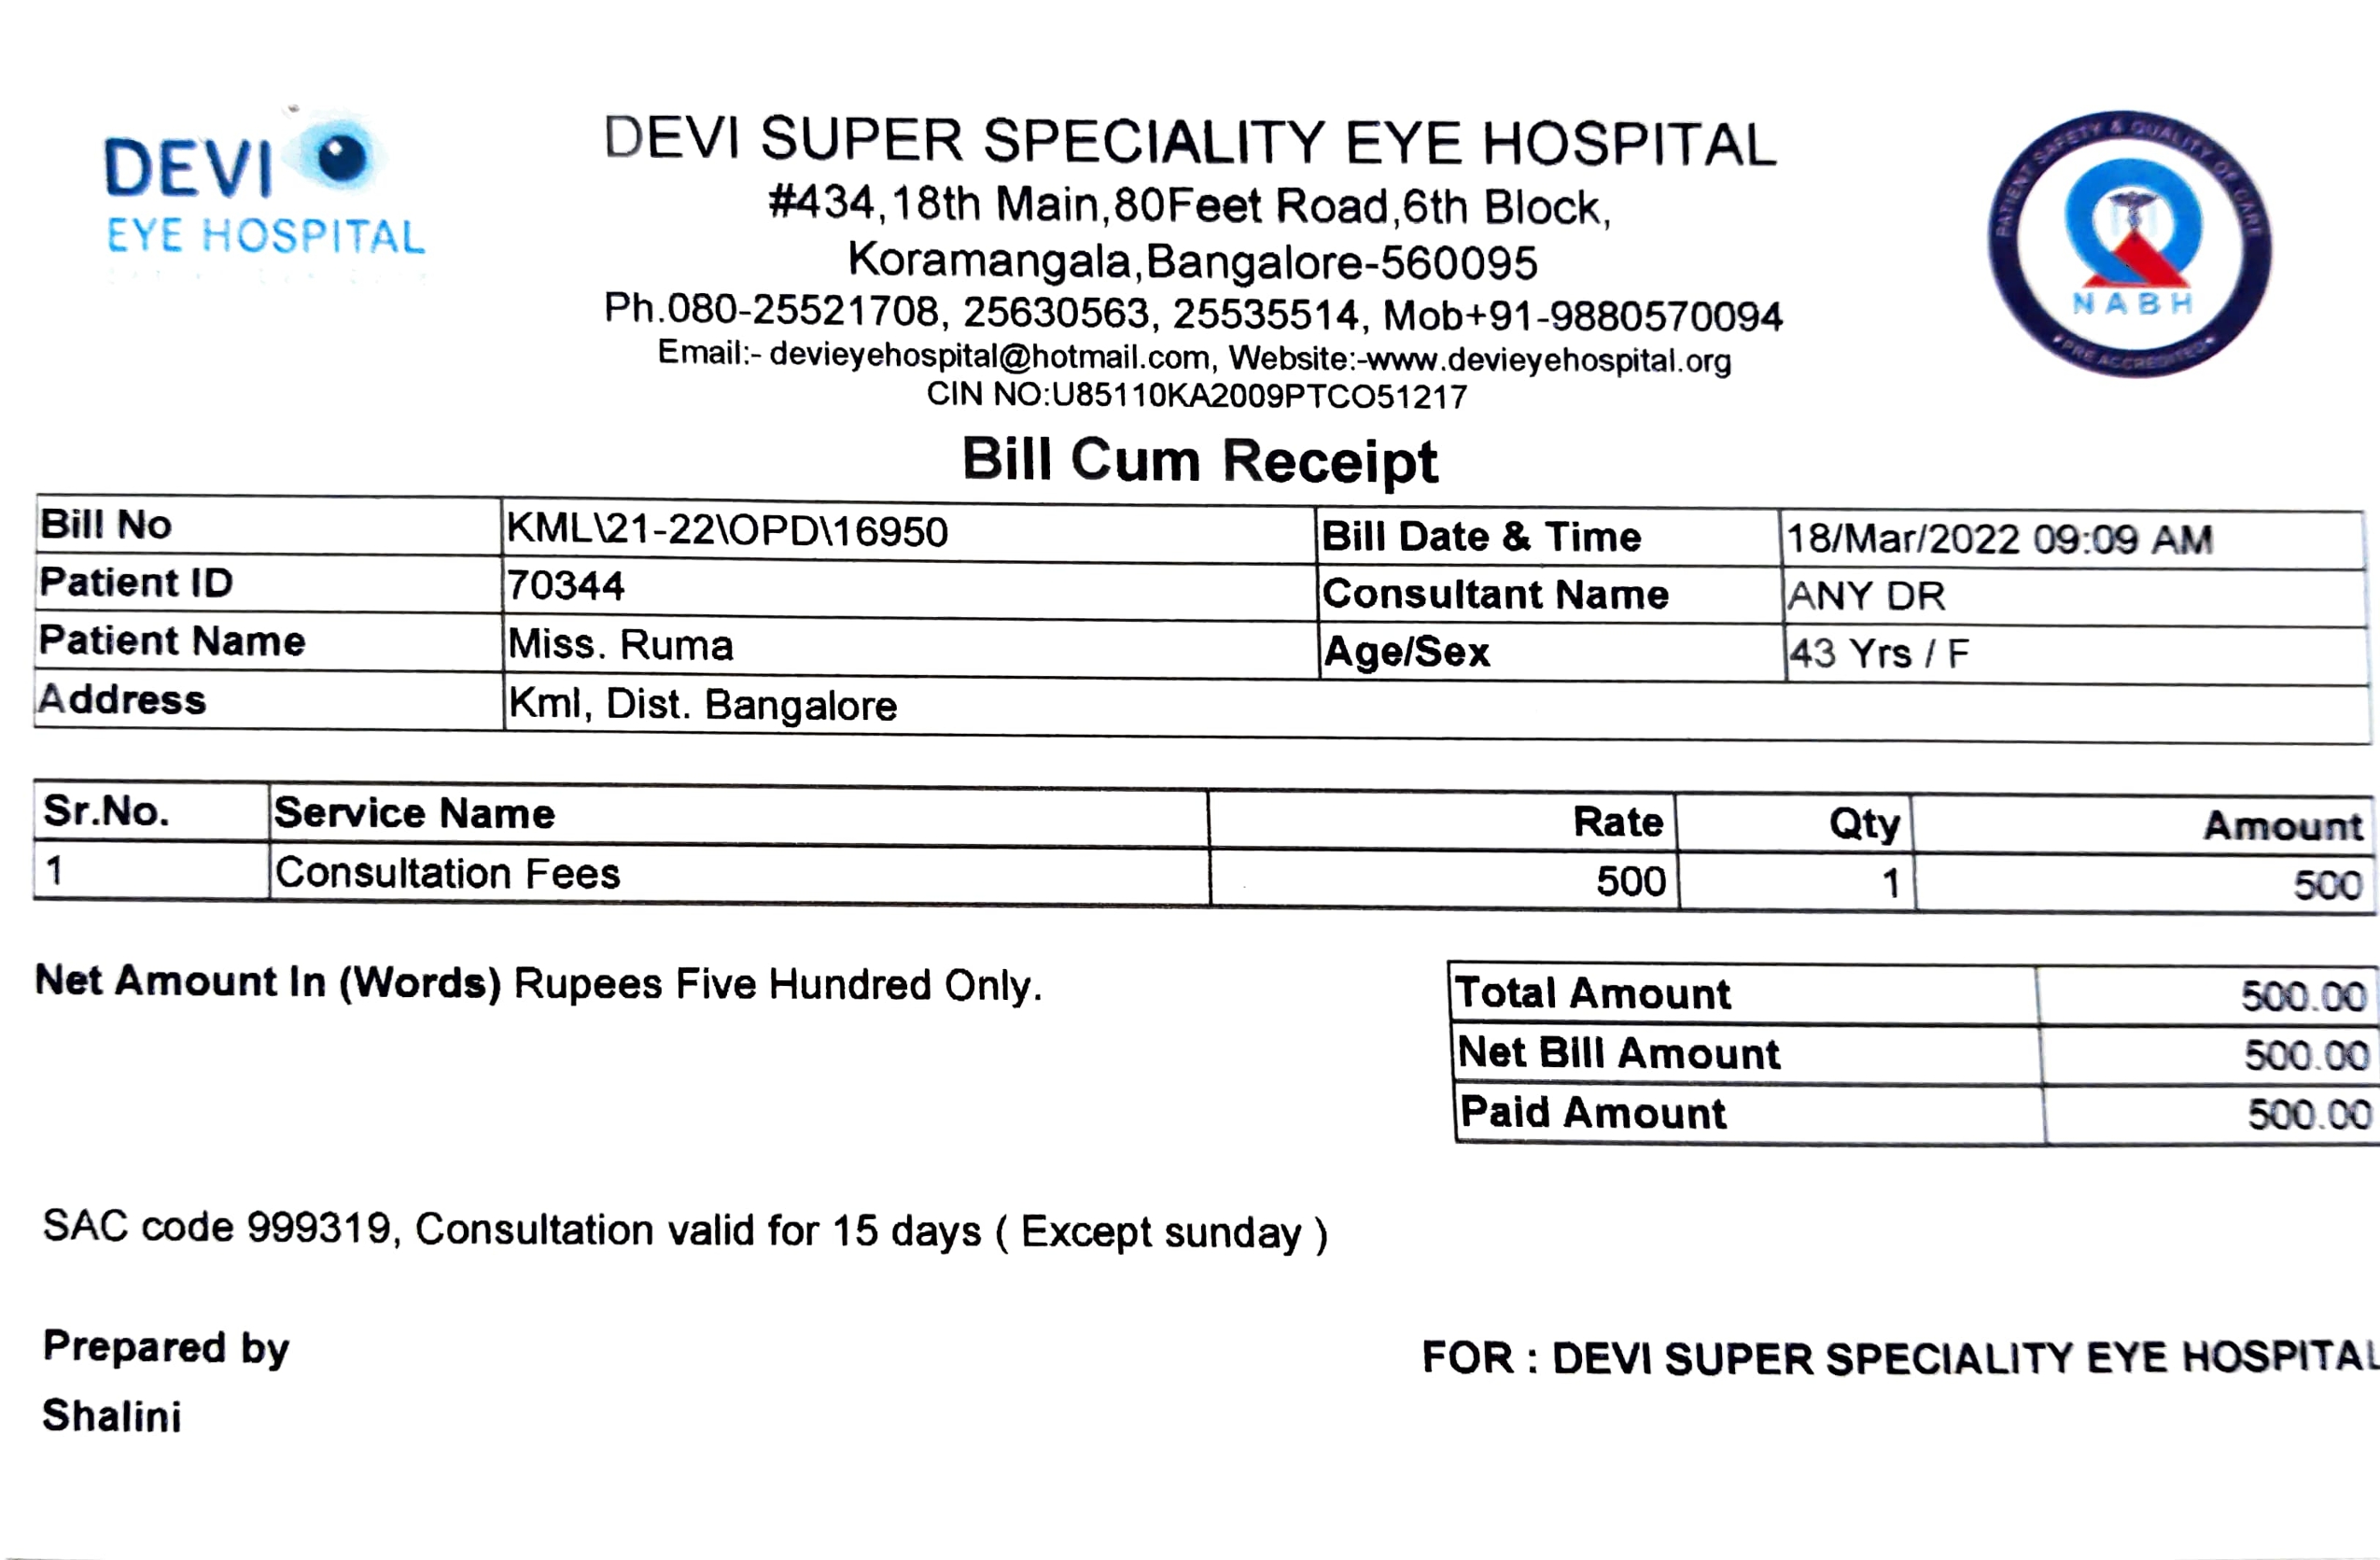 DEVI
EYE HOSPITAL
DEVI SUPER SPECIALITY EYE HOSPITAL
#434,18th Main,80Feet Road,6th Block,
Koramangala,Bangalore-560095
Ph.080-25521708, 25630563, 25535514, Mob+91-9880570094
Email:- devieyehospital@hotmail.com, Website:-www.devieyehospital.org
CIN NO:U85110KA2009PTCO51217
PATIENT SAFETY & QUALITY OF CARE
NABH
PRE ACCREDITED
Bill Cum Receipt
Bill No KML\21-22\OPD\16950 Bill Date & Time 18/Mar/2022 09:09 AM
Patient ID 70344 Consultant Name ANY DR
Patient Name Miss. Ruma Age/Sex 43 Yrs / F
Address Kml, Dist. Bangalore
Sr.No. Service Name Rate Qty Amount
1 Consultation Fees 500 1 500
Net Amount In (Words) Rupees Five Hundred Only.
Total Amount 500.00
Net Bill Amount 500.00
Paid Amount 500.00
SAC code 999319, Consultation valid for 15 days ( Except sunday )
Prepared by
Shalini
FOR : DEVI SUPER SPECIALITY EYE HOSPITAL